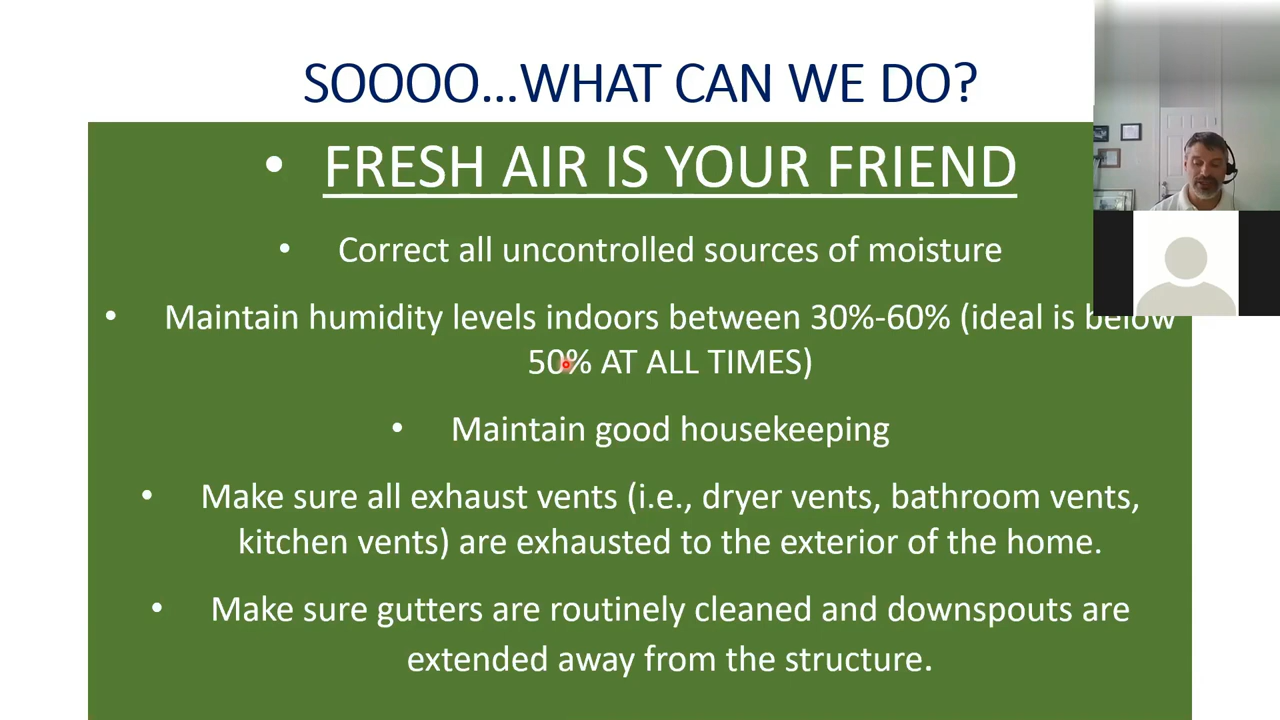 SOOOO...WHAT CAN WE DO?
• FRESH AIR IS YOUR FRIEND
• Correct all uncontrolled sources of moisture
• Maintain humidity levels indoors between 30%-60% (ideal is below
50% AT ALL TIMES)
• Maintain good housekeeping
• Make sure all exhaust vents (i.e., dryer vents, bathroom vents,
kitchen vents) are exhausted to the exterior of the home.
• Make sure gutters are routinely cleaned and downspouts are
extended away from the structure.